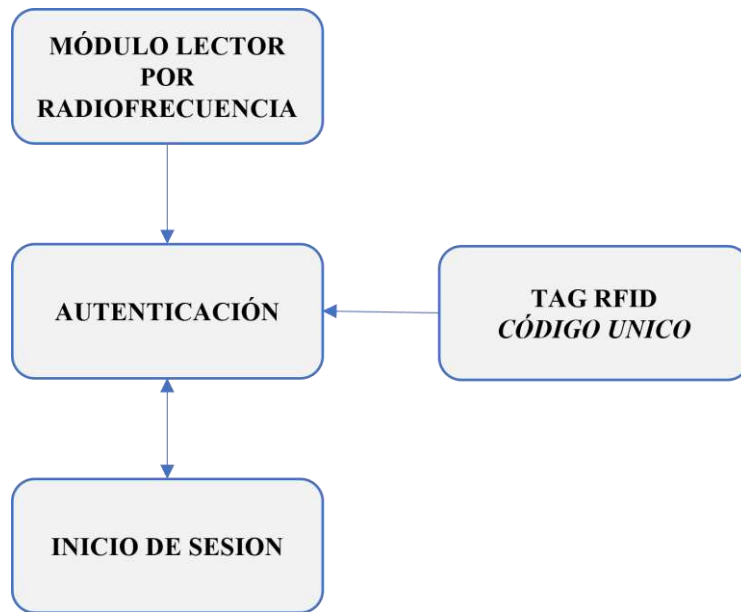 MÓDULO LECTOR
POR
RADIOFRECUENCIA
AUTENTICACIÓN
TAG RFID
CÓDIGO UNICO
INICIO DE SESION